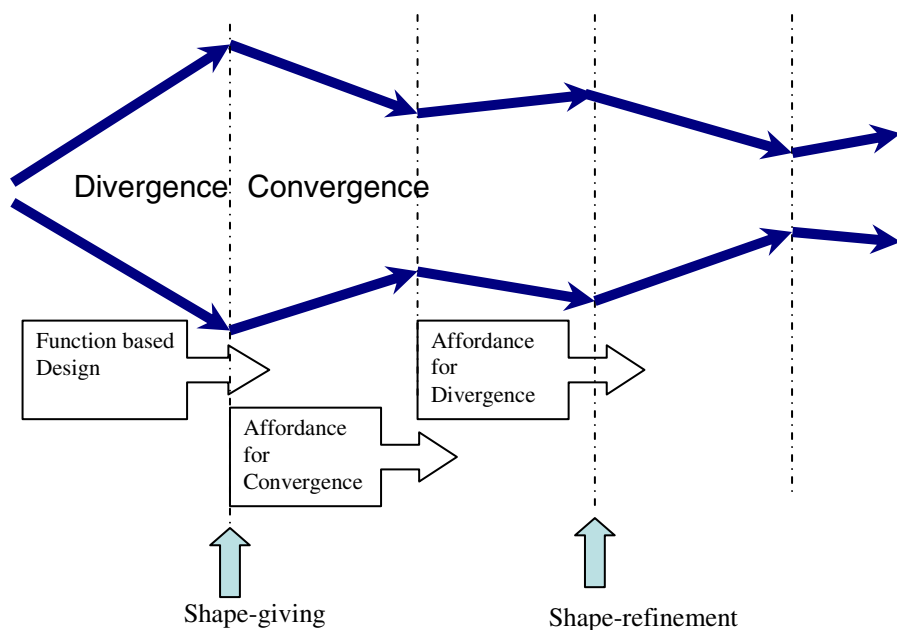 Divergence Convergence
Function based
Design
Affordance
for
Divergence
Affordance
for
Convergence
Shape-giving
Shape-refinement